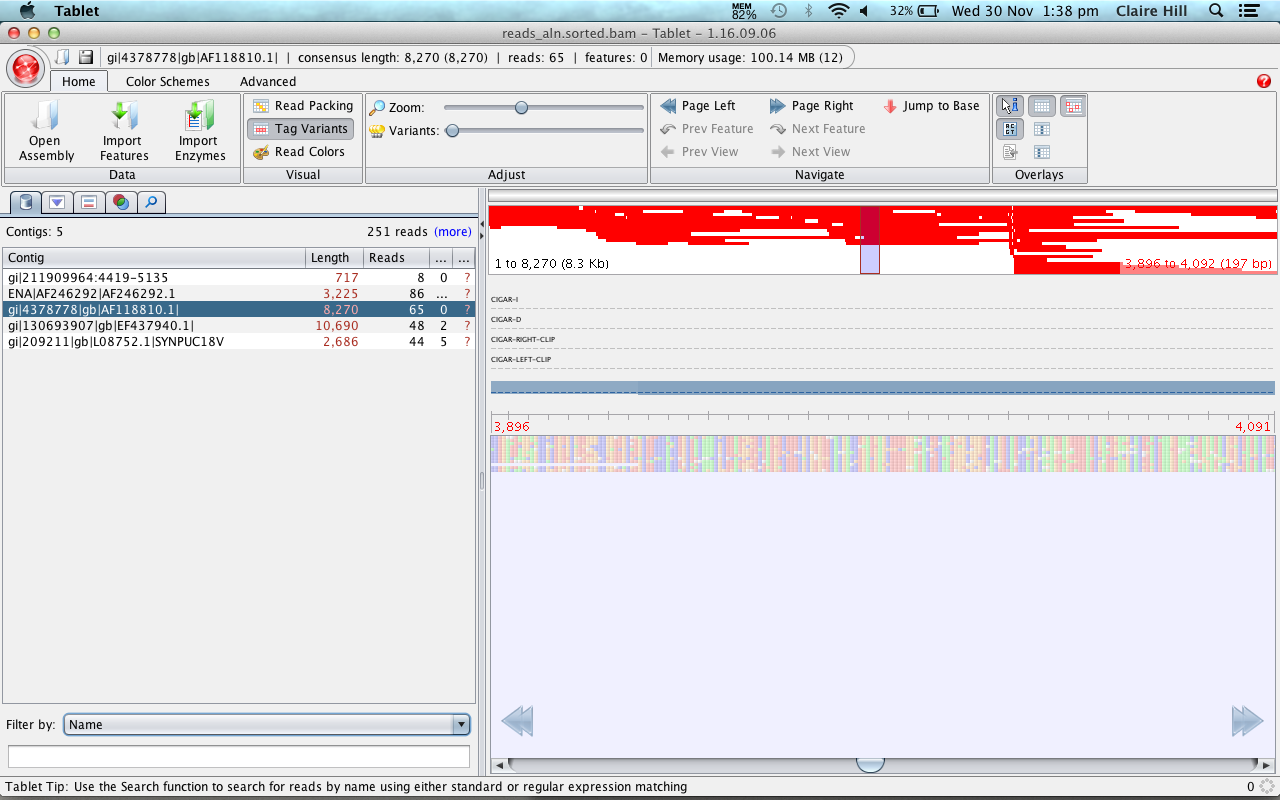 Tablet MEM 82% 32% Wed 30 Nov 1:38 pm Claire Hill
reads_aln.sorted.bam – Tablet – 1.16.09.06
gi|4378778|gb|AF118810.1| | consensus length: 8,270 (8,270) | reads: 65 | features: 0 Memory usage: 100.14 MB (12)
Home Color Schemes Advanced ?
Open Assembly
Import Features
Import Enzymes
Data
Read Packing
Tag Variants
Read Colors
Visual
Zoom:
Variants:
Adjust
Page Left Page Right Jump to Base
Prev Feature Next Feature
Prev View Next View
Navigate
Overlays
Contigs: 5 251 reads (more)
Contig Length Reads ... ...
gi|211909964:4419-5135 717 8 0 ?
ENA|AF246292|AF246292.1 3,225 86 ... ?
gi|4378778|gb|AF118810.1| 8,270 65 0 ?
gi|130693907|gb|EF437940.1| 10,690 48 2 ?
gi|209211|gb|L08752.1|SYNPUC18V 2,686 44 5 ?
Filter by: Name
1 to 8,270 (8.3 Kb) 3,896 to 4,092 (197 bp)
CIGAR-I
CIGAR-D
CIGAR-RIGHT-CLIP
CIGAR-LEFT-CLIP
3,896 4,091
Tablet Tip: Use the Search function to search for reads by name using either standard or regular expression matching 0